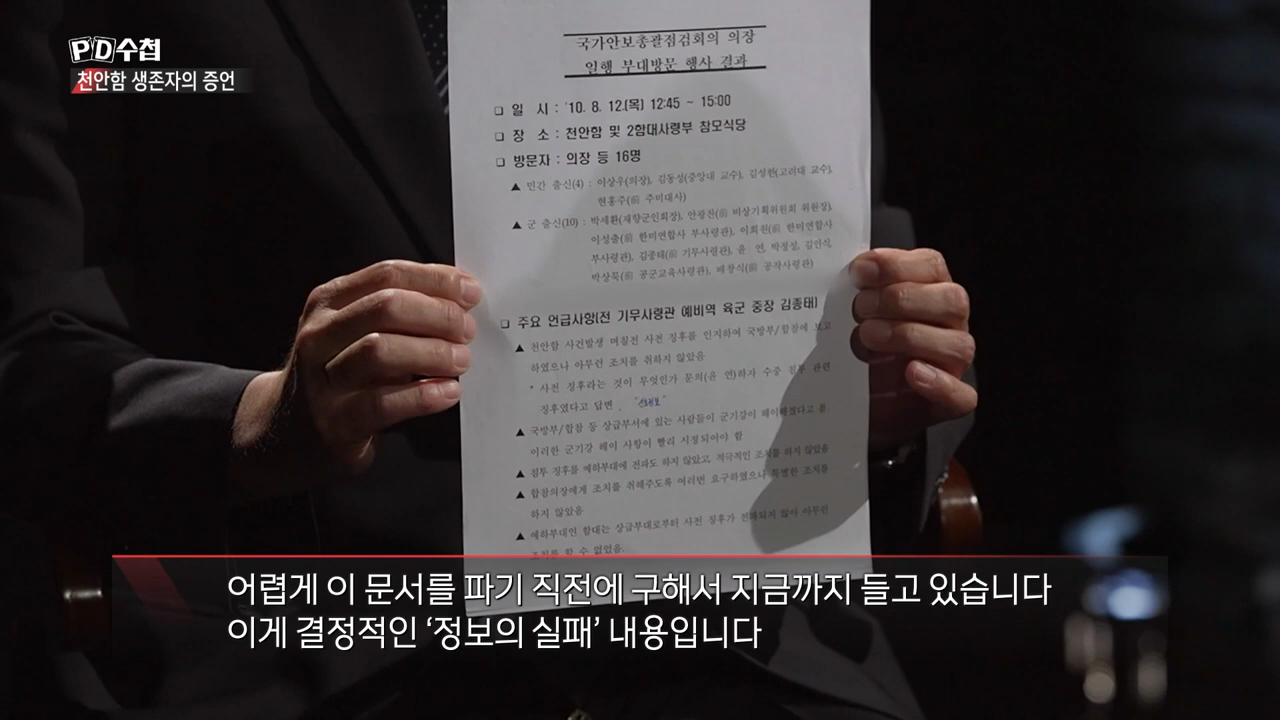 PD수첩
천안함 생존자의 증언
국가안보총괄점검회의 의장
일행 부대방문 행사 결과
□ 일 시 : '10. 8. 12.(목) 12:45 ~ 15:00
□ 장 소 : 천안함 및 2함대사령부 참모식당
□ 방문자 : 의장 등 16명
▲ 민간 출신(4) : 이상우(의장), 김동성(중앙대 교수), 김성한(고려대 교수),
현홍주(前 주미대사)
▲ 군 출신(10) : 박세환(재향군인회장), 안광찬(前 비상기획위원회 위원장),
이성출(前 한미연합사 부사령관), 이희원(前 한미연합사
부사령관), 김종태(前 기무사령관), 윤 연, 박정성, 김인식,
박상묵(前 공군교육사령관), 배창식(前 공작사령관)
□ 주요 언급사항(전 기무사령관 예비역 육군 중장 김종태)
▲ 천안함 사건발생 며칠전 사전 징후를 인지하여 국방부/합참에 보고
하였으나 아무런 조치를 취하지 않았음
* 사전 징후라는 것이 무엇인가 문의(윤 연)하자 수중 침투 관련
징후였다고 답변
▲ 국방부/합참 등 상급부서에 있는 사람들이 군기강이 해이해졌다고 봄
이러한 군기강 해이 사항이 빨리 시정되어야 함
▲ 침투 징후를 예하부대에 전파도 하지 않았고, 적극적인 조치를 하지 않았음
▲ 합참의장에게 조치를 취해주도록 여러번 요구하였으나 특별한 조치를
하지 않았음
▲ 예하부대인 함대는 상급부대로부터 사전 징후가 전파되지 않아 아무런
조치를 할 수 없었음.
어렵게 이 문서를 파기 직전에 구해서 지금까지 들고 있습니다
이게 결정적인 ‘정보의 실패’ 내용입니다